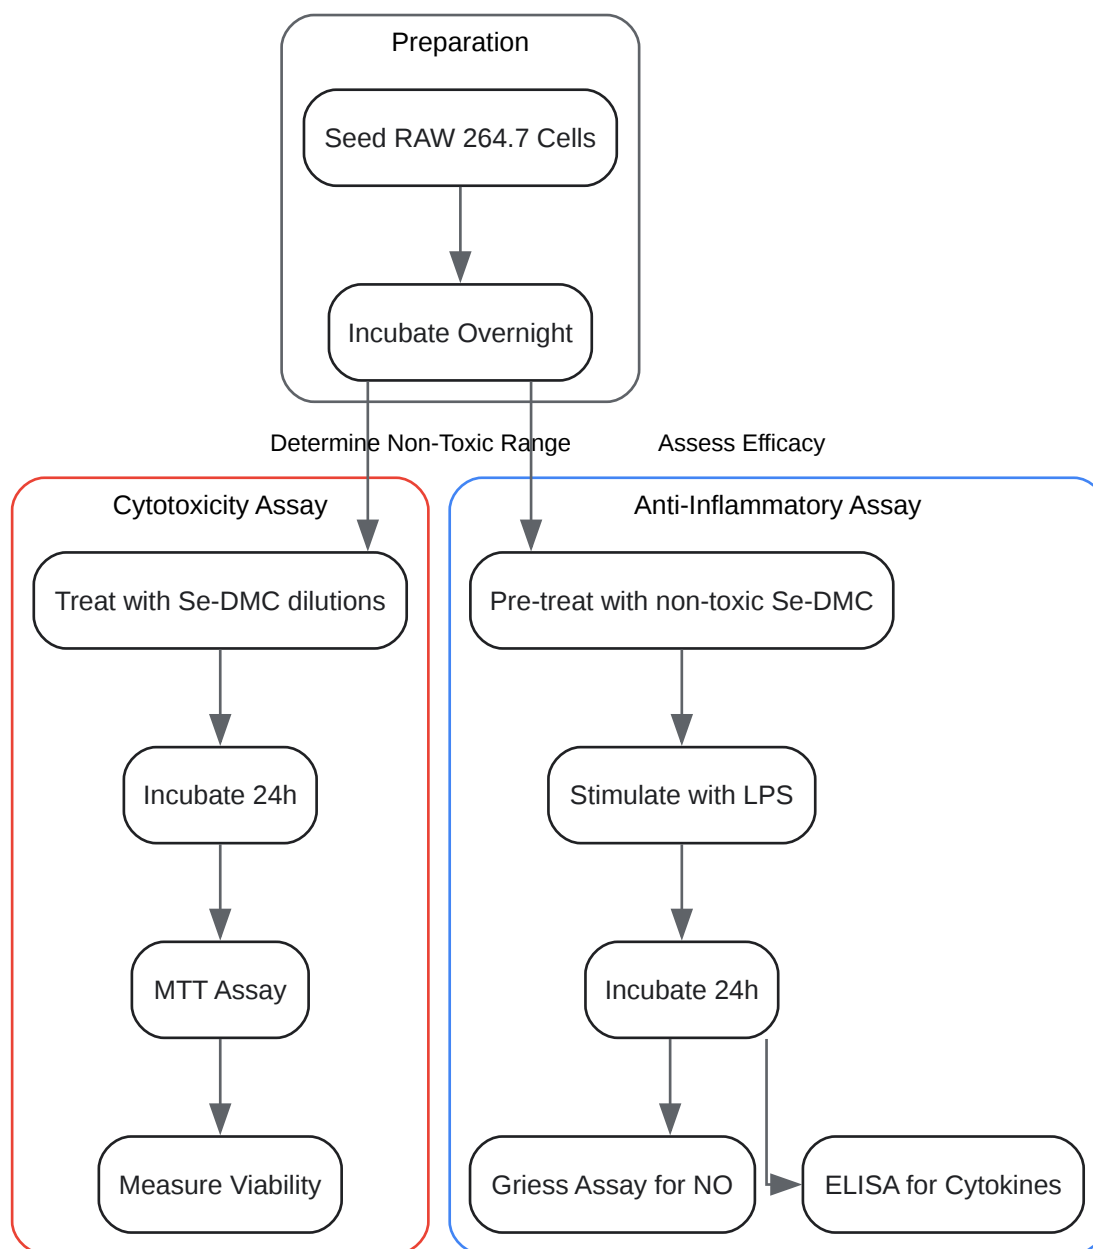 Preparation
Seed RAW 264.7 Cells
Incubate Overnight
Determine Non-Toxic Range
Assess Efficacy
Cytotoxicity Assay
Treat with Se-DMC dilutions
Incubate 24h
MTT Assay
Measure Viability
Anti-Inflammatory Assay
Pre-treat with non-toxic Se-DMC
Stimulate with LPS
Incubate 24h
Griess Assay for NO
ELISA for Cytokines